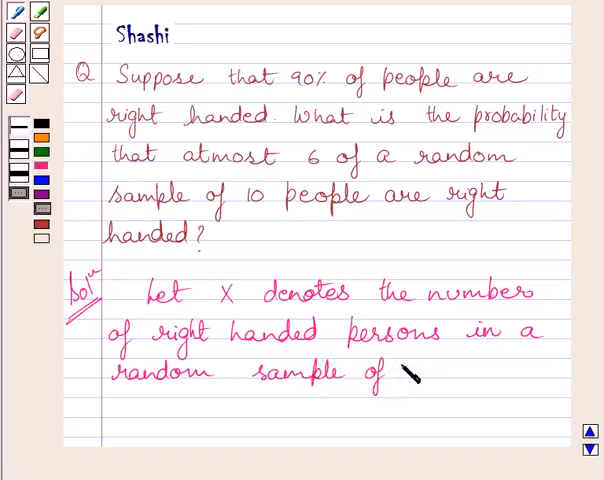 Shashi
Q Suppose that 90% of people are
right handed. What is the probability
that atmost 6 of a random
sample of 10 people are right
handed?
Solⁿ Let X denotes the number
of right handed persons in a
random sample of